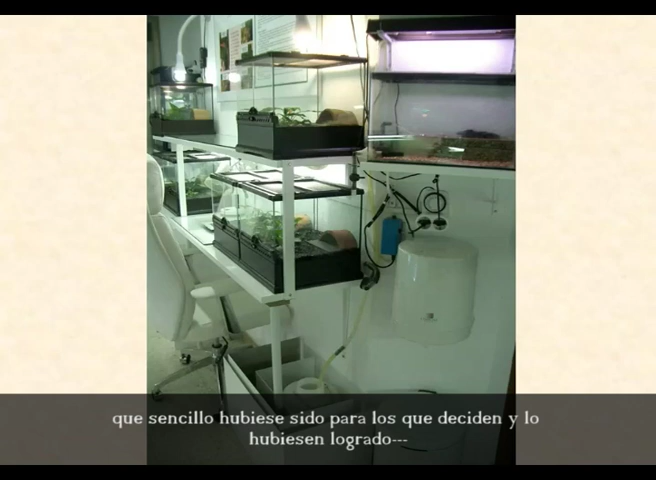 que sencillo hubiese sido para los que deciden y lo
hubiesen logrado---